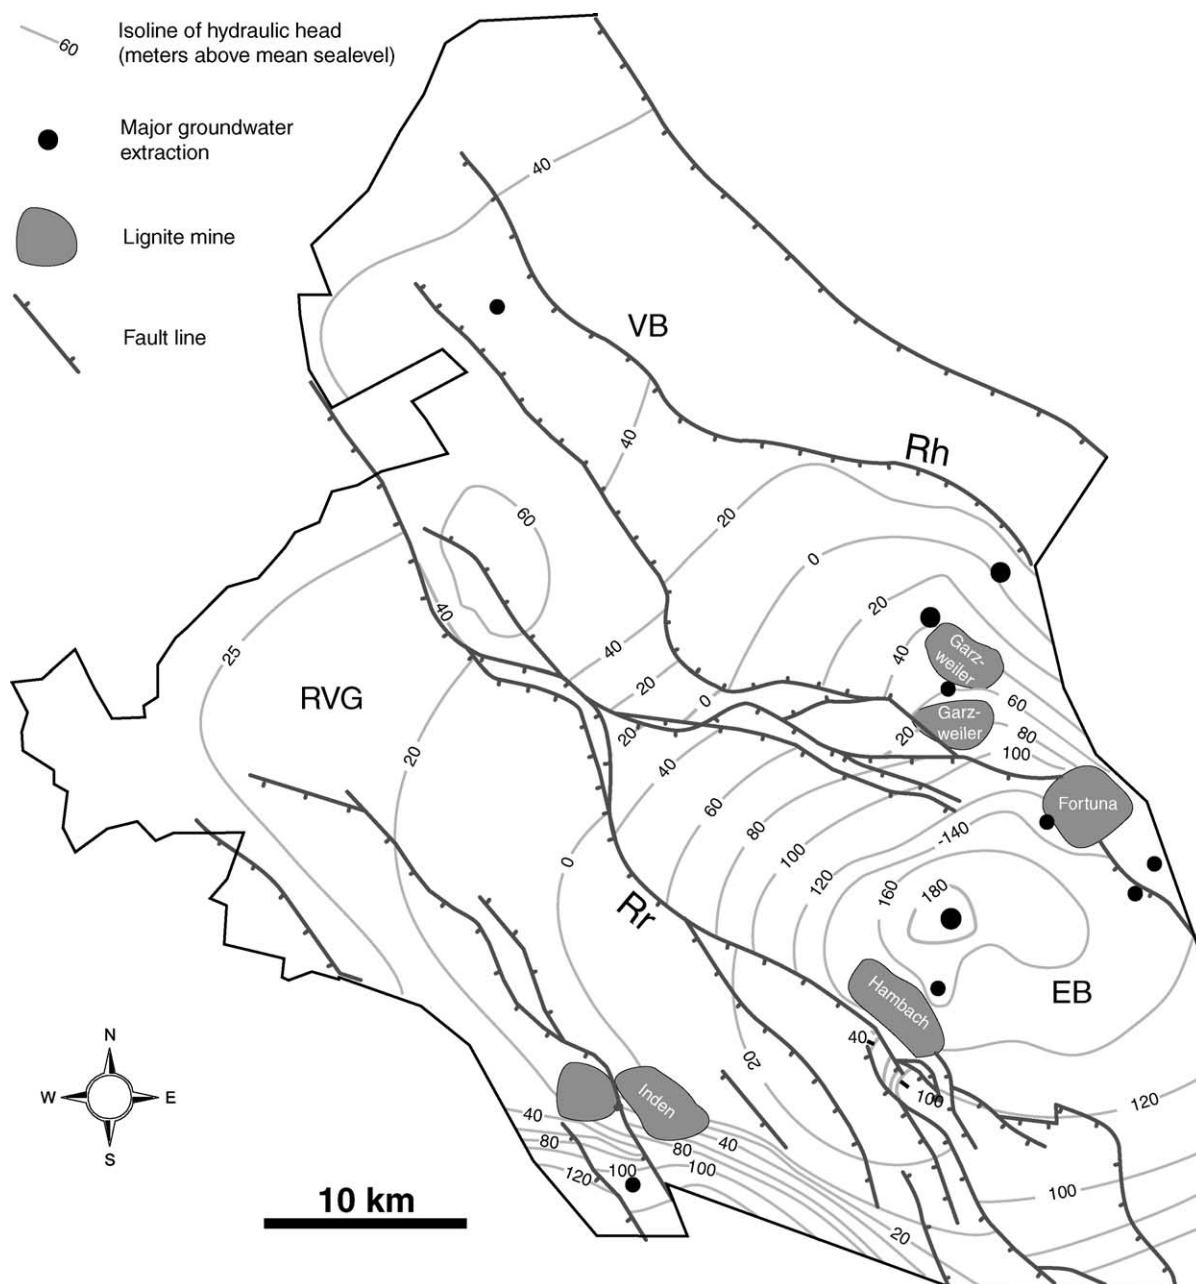 Isoline of hydraulic head
(meters above mean sealevel)
60
Major groundwater
extraction
Lignite mine
Fault line
40
VB
40
Rh
20
0
60
40
20
25
40
Garz-
weiler
40
20
0
RVG
60
Garz-
weiler
20
20
80
100
20
40
60
80
100
120
-140
Fortuna
0
160
180
Rr
EB
Hambach
40
20
100
120
Inden
40
40
80
80
100
100
120
100
20
N
W
E
S
10 km